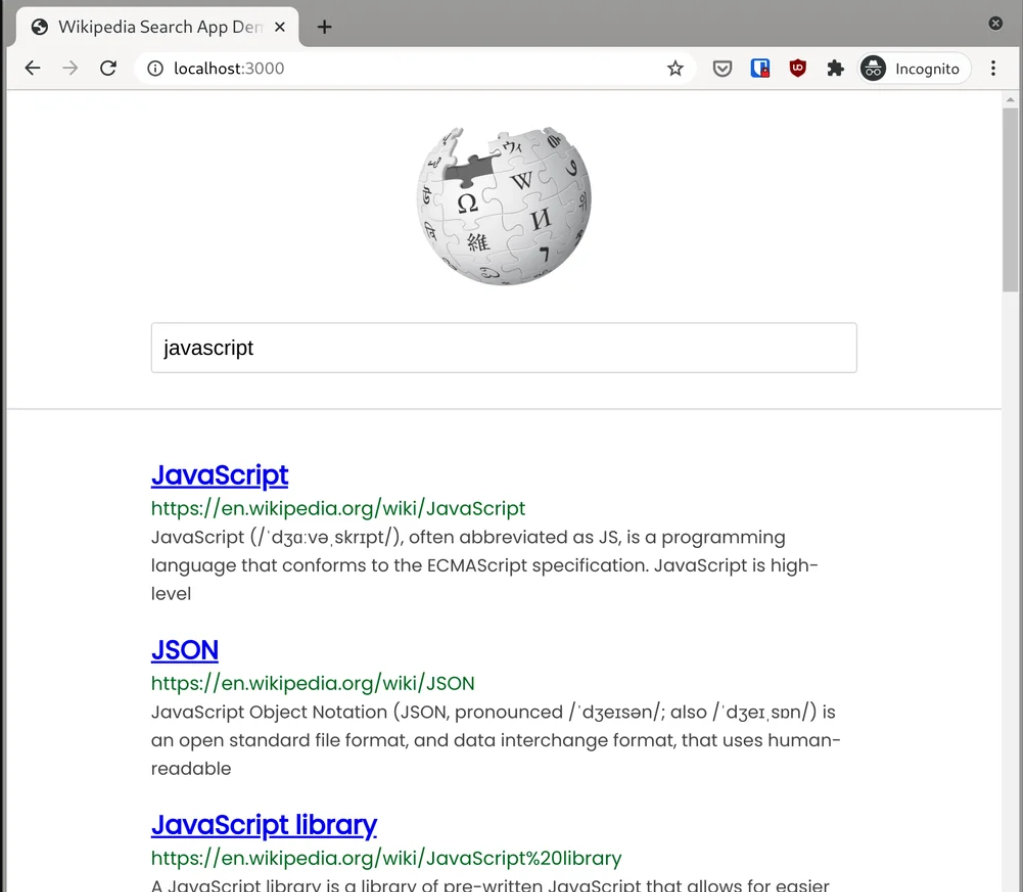 Wikipedia Search App Dem
localhost:3000
Incognito
ウィ
W
Ω
И
維
javascript
JavaScript
https://en.wikipedia.org/wiki/JavaScript
JavaScript (/ˈdʒɑːvəˌskrɪpt/), often abbreviated as JS, is a programming
language that conforms to the ECMAScript specification. JavaScript is high-
level
JSON
https://en.wikipedia.org/wiki/JSON
JavaScript Object Notation (JSON, pronounced /ˈdʒeɪsən/; also /ˈdʒeɪˌsɒn/) is
an open standard file format, and data interchange format, that uses human-
readable
JavaScript library
https://en.wikipedia.org/wiki/JavaScript%20library
A JavaScript library is a library of pre-written JavaScript that allows for easier